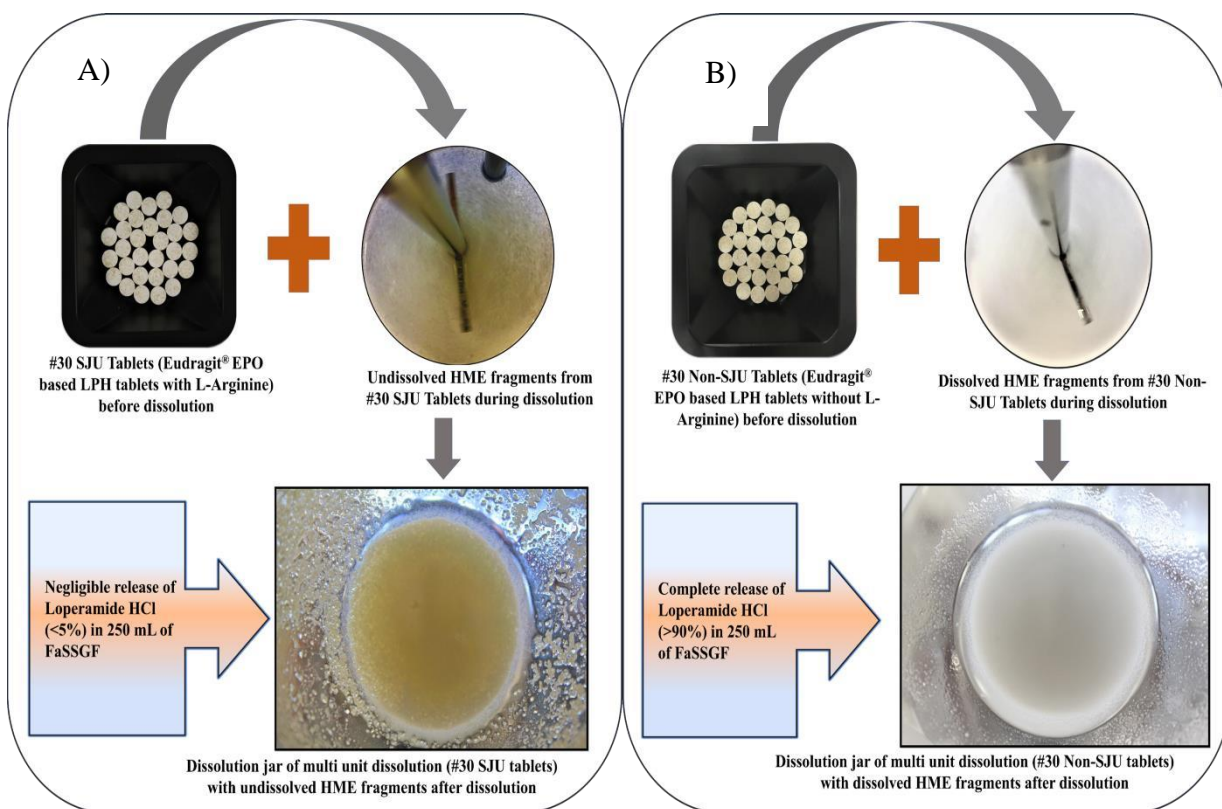 A)
#30 SJU Tablets (Eudragit® EPO
based LPH tablets with L-Arginine)
before dissolution
Undissolved HME fragments from
#30 SJU Tablets during dissolution
Negligible release of
Loperamide HCl
(<5%) in 250 mL of
FaSSGF
Dissolution jar of multi unit dissolution (#30 SJU tablets)
with undissolved HME fragments after dissolution
B)
#30 Non-SJU Tablets (Eudragit®
EPO based LPH tablets without L-
Arginine) before dissolution
Dissolved HME fragments from #30 Non-
SJU Tablets during dissolution
Complete release of
Loperamide HCl
(>90%) in 250 mL
of FaSSGF
Dissolution jar of multi unit dissolution (#30 Non-SJU tablets)
with dissolved HME fragments after dissolution